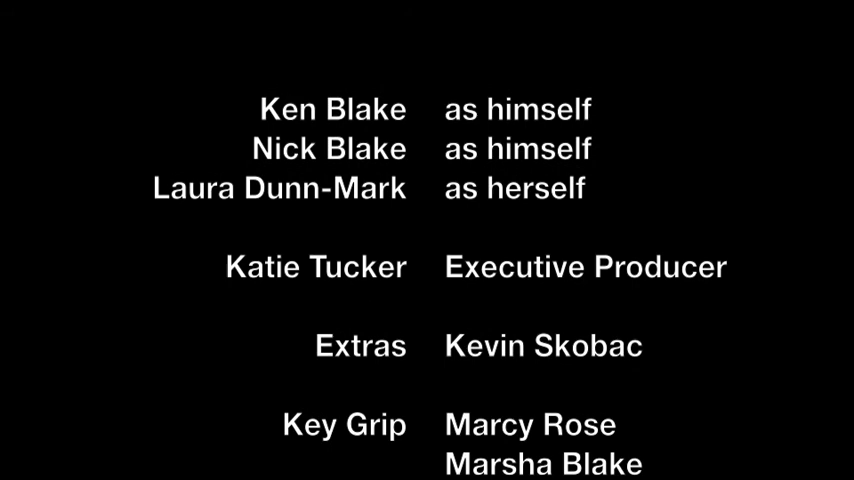 Ken Blake as himself
Nick Blake as himself
Laura Dunn-Mark as herself
Katie Tucker Executive Producer
Extras Kevin Skobac
Key Grip Marcy Rose
Marsha Blake